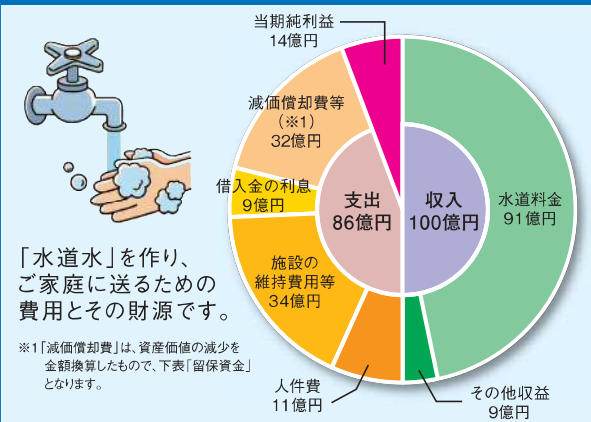 当期純利益
14億円
減価償却費等
(※1)
32億円
借入金の利息
9億円
支出
86億円
収入
100億円
水道料金
91億円
施設の
維持費用等
34億円
人件費
11億円
その他収益
9億円
「水道水」を作り、
ご家庭に送るための
費用とその財源です。
※1「減価償却費」は、資産価値の減少を
金額換算したもので、下表「留保資金」
となります。